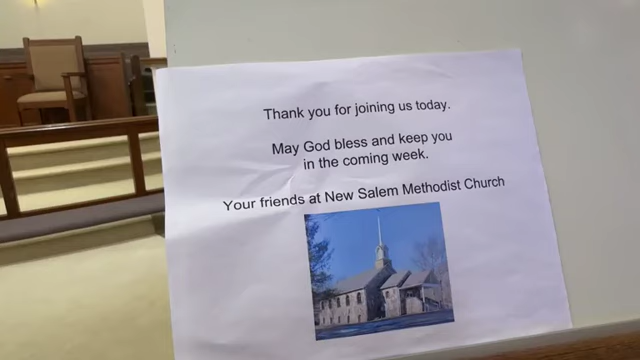 Thank you for joining us today.
May God bless and keep you
in the coming week.
Your friends at New Salem Methodist Church